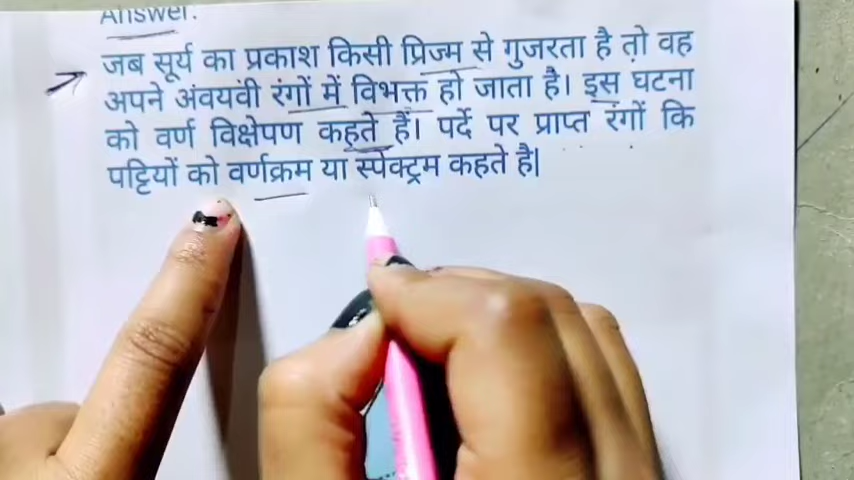 Answer.
जब सूर्य का प्रकाश किसी प्रिज्म से गुजरता है तो वह
अपने अंवयवी रंगों में विभक्त हो जाता है। इस घटना
को वर्ण विक्षेपण कहते हैं। पर्दे पर प्राप्त रंगों कि
पट्टियों को वर्णक्रम या स्पेक्ट्रम कहते है|